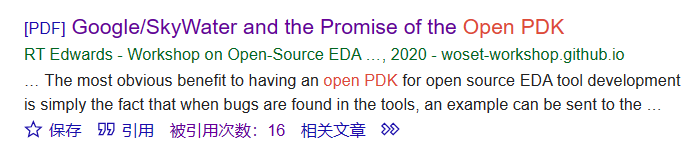 [PDF] Google/SkyWater and the Promise of the Open PDK
RT Edwards - Workshop on Open-Source EDA …, 2020 - woset-workshop.github.io
… The most obvious benefit to having an open PDK for open source EDA tool development
is simply the fact that when bugs are found in the tools, an example can be sent to the …
保存 引用 被引用次数：16 相关文章